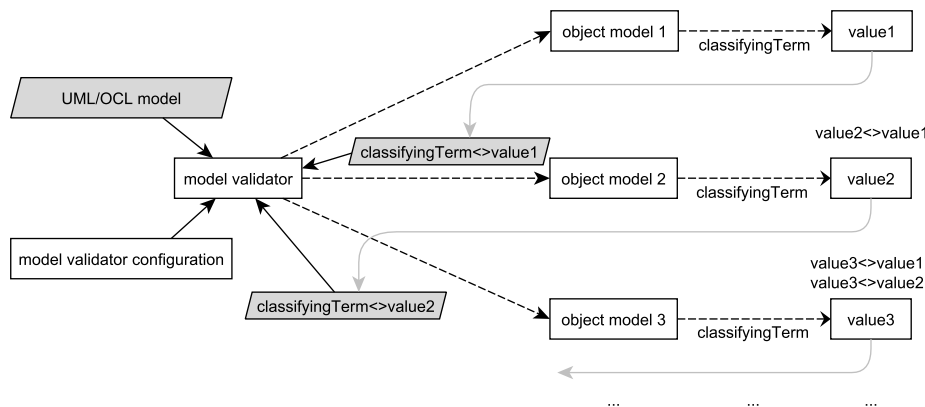 object model 1
classifyingTerm
value1
UML/OCL model
classifyingTerm<>value1
value2<>value1
model validator
object model 2
classifyingTerm
value2
model validator configuration
classifyingTerm<>value2
value3<>value1
value3<>value2
object model 3
classifyingTerm
value3
... ... ...